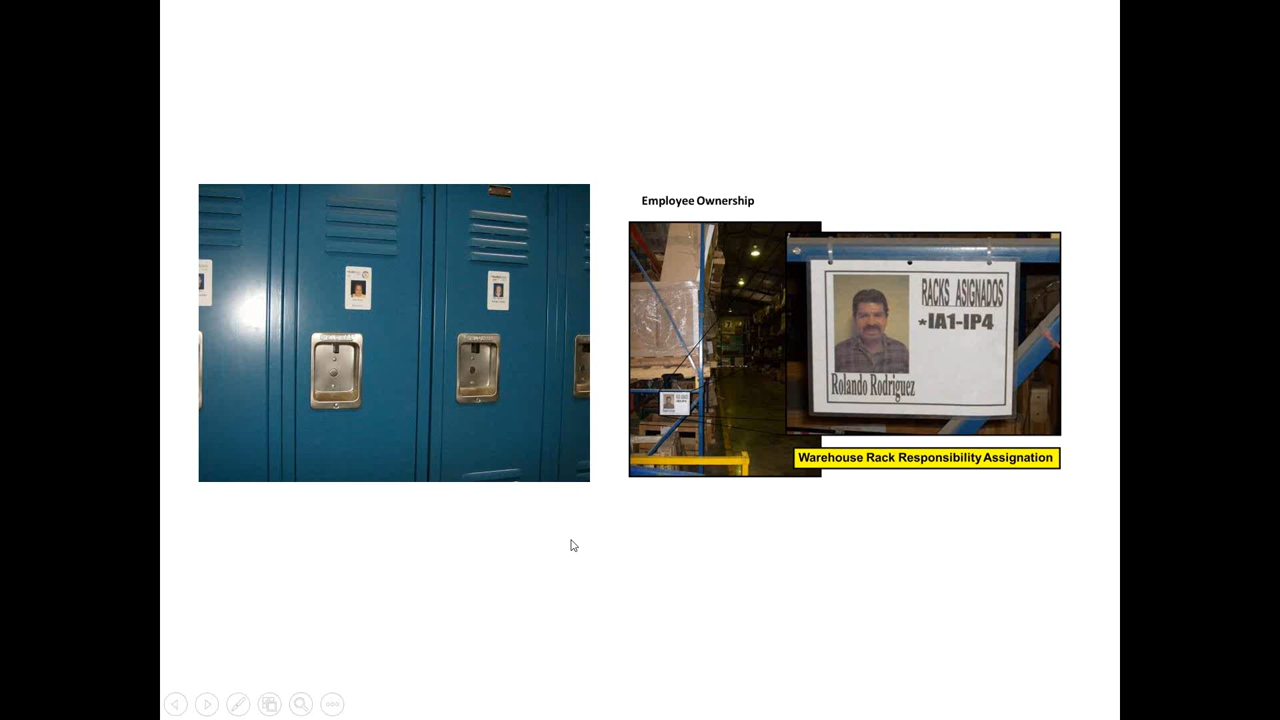 Employee Ownership
RACKS ASIGNADOS
*IA1-IP4
Rolando Rodriguez
Warehouse Rack Responsibility Assignation